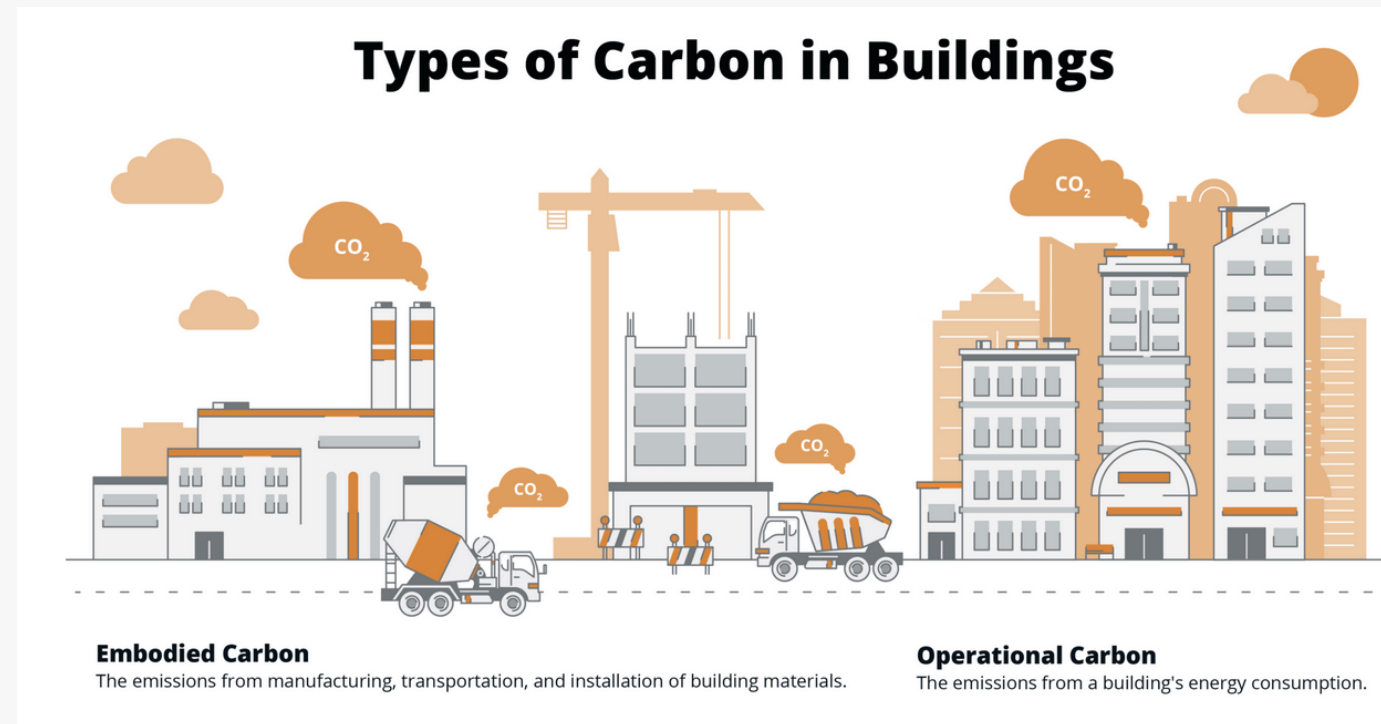 Types of Carbon in Buildings
CO₂
CO₂
CO₂
CO₂
Embodied Carbon
The emissions from manufacturing, transportation, and installation of building materials.
Operational Carbon
The emissions from a building's energy consumption.